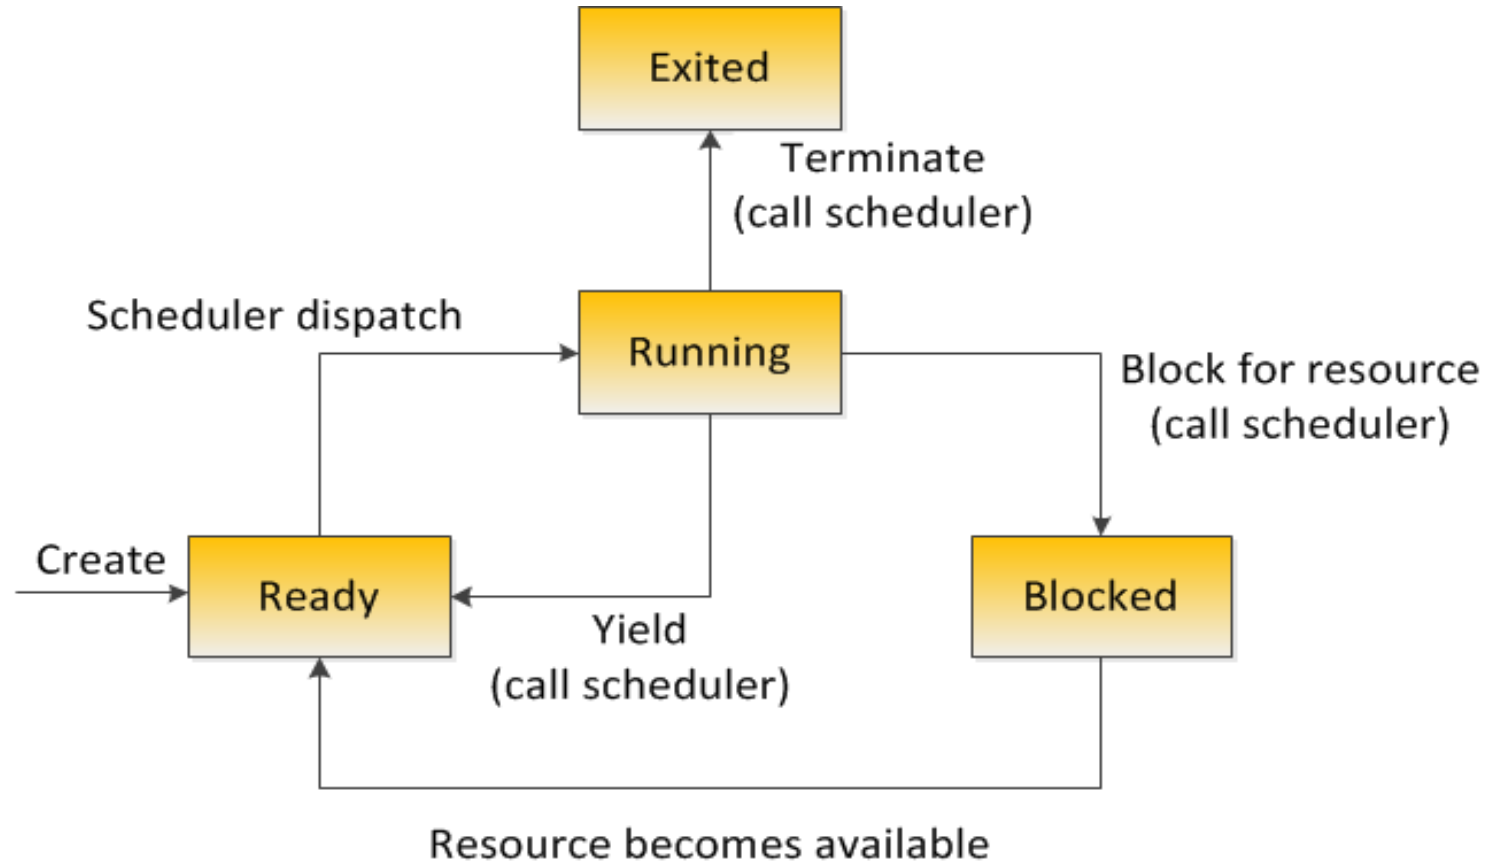 Exited
Terminate
(call scheduler)
Scheduler dispatch
Running
Block for resource
(call scheduler)
Create
Ready
Yield
(call scheduler)
Blocked
Resource becomes available